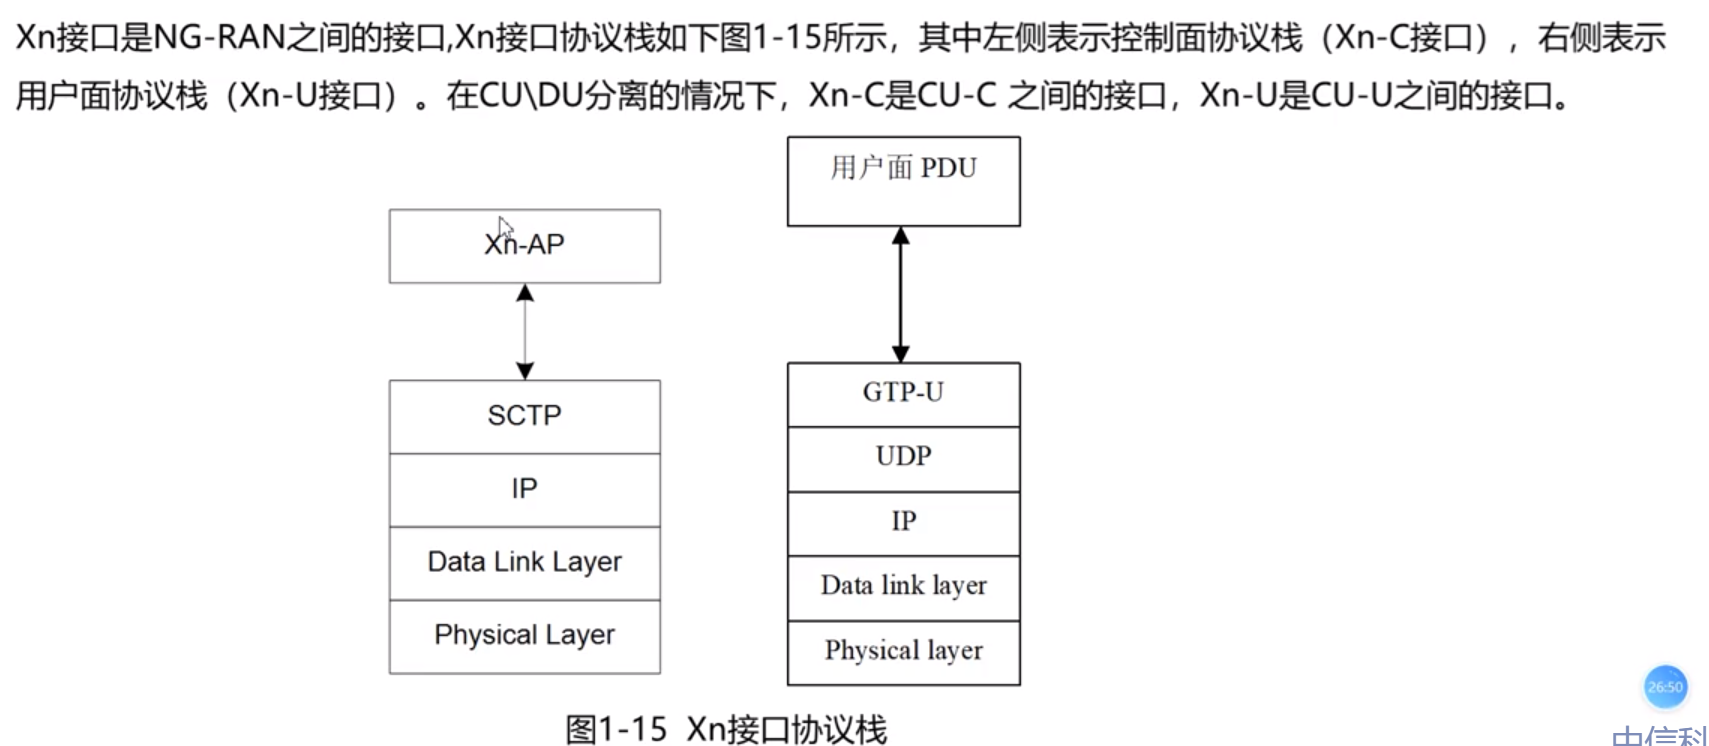 Xn接口是NG-RAN之间的接口,Xn接口协议栈如下图1-15所示，其中左侧表示控制面协议栈（Xn-C接口），右侧表示
用户面协议栈（Xn-U接口）。在CU\DU分离的情况下，Xn-C是CU-C 之间的接口，Xn-U是CU-U之间的接口。
Xn-AP
SCTP
IP
Data Link Layer
Physical Layer
用户面 PDU
GTP-U
UDP
IP
Data link layer
Physical layer
26:50
图1-15 Xn接口协议栈
中信科